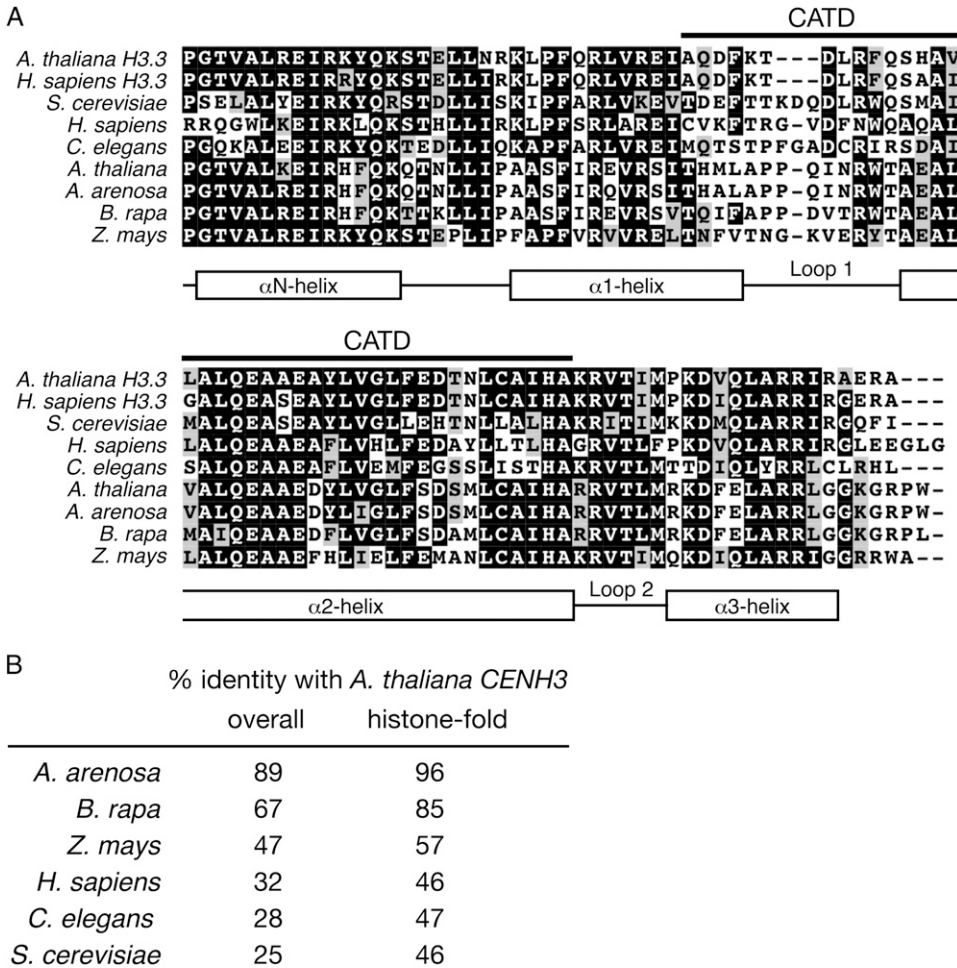 A
CATD
A. thaliana H3.3 PGTVALREIRKYQKSTELLNRKLPFQRLVREIAQDFKT---DLRFQSHAV
H. sapiens H3.3 PGTVALREIRRYQKSTELLIRKLPFQRLVREIAQDFKT---DLRFQSAAI
S. cerevisiae PSELALYEIRKYQRSTDLLISKIPFARLVKEVTDEFTTKDQDLRWQSMAI
H. sapiens RRQGWLKEIRKLQKSTHLLIRKLPFSRLAREICVKFTRG-VDFNWQAQAL
C. elegans PGQKALEEIRKYQKTEDLLIQKAPFARLVREIMQTSTPFGADCRIRSDAI
A. thaliana PGTVALKEIRHFQKQTNLLIPAASFIREVRSITHMLAPP-QINRWTAEAL
A. arenosa PGTVALREIRHFQKQTNLLIPAASFIREVRSITHALAPP-QINRWTAEAL
B. rapa PGTVALREIRHFQKTTKLLIPAASFIREVRSVTQIFAPP-DVTRWTAEAL
Z. mays PGTVALREIRKYQKSTEPLIPFAPFVRVVRELTNFVTNG-KVERYTAEAL
αN-helix α1-helix Loop 1
CATD
A. thaliana H3.3 LALQEAAEAYLVGLFEDTNLCAIHAKRVTIMPKDVQLARRIRAERA---
H. sapiens H3.3 GALQEASEAYLVGLFEDTNLCAIHAKRVTIMPKDIQLARRIRGERA---
S. cerevisiae MALQEASEAYLVGLLEHTNLLALHAKRITIMKKDMQLARRIRGQFI---
H. sapiens LALQEAAEAFLVHLFEDAYLLTLHAGRVTLFPKDVQLARRIRGLEEGLG
C. elegans SALQEAAEAFLVEMFEGSSLISTHAKRVTLMTTDIQLYRRLCLRHL---
A. thaliana VALQEAAEDYLVGLFSDSMLCAIHARRVTLMRKDFELARRLGGKGRPW-
A. arenosa VALQEAAEDYLIGLFSDSMLCAIHARRVTLMRKDFELARRLGGKGRPW-
B. rapa MAIQEAAEDFLVGLFSDAMLCAIHARRVTLMRKDFELARRLGGKGRPL-
Z. mays LALQEAAEFHLIELFEMANLCAIHAKRVTIMQKDIQLARRIGGRRWA--
α2-helix Loop 2 α3-helix
B
% identity with A. thaliana CENH3
overall histone-fold
A. arenosa 89 96
B. rapa 67 85
Z. mays 47 57
H. sapiens 32 46
C. elegans 28 47
S. cerevisiae 25 46